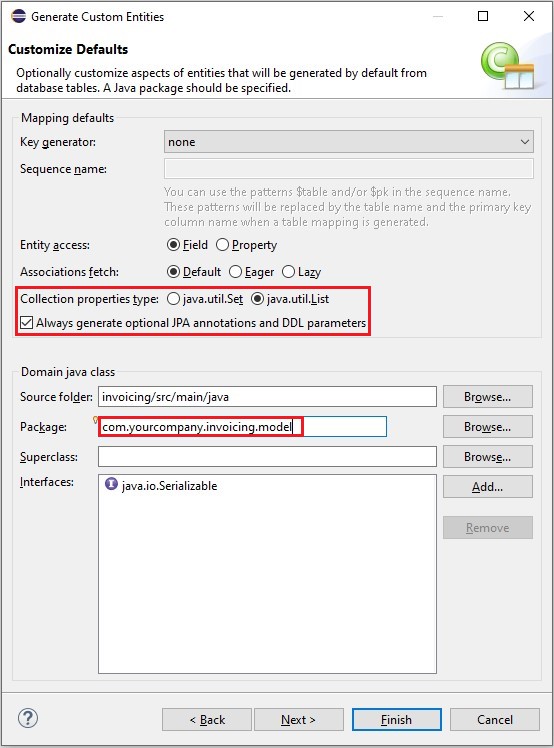 Generate Custom Entities
Customize Defaults
Optionally customize aspects of entities that will be generated by default from
database tables. A Java package should be specified.
Mapping defaults
Key generator: none
Sequence name:
You can use the patterns $table and/or $pk in the sequence name.
These patterns will be replaced by the table name and the primary key
column name when a table mapping is generated.
Entity access: Field Property
Associations fetch: Default Eager Lazy
Collection properties type: java.util.Set java.util.List
Always generate optional JPA annotations and DDL parameters
Domain java class
Source folder: invoicing/src/main/java Browse...
Package: com.yourcompany.invoicing.model Browse...
Superclass: Browse...
Interfaces: java.io.Serializable Add...
Remove
? < Back Next > Finish Cancel